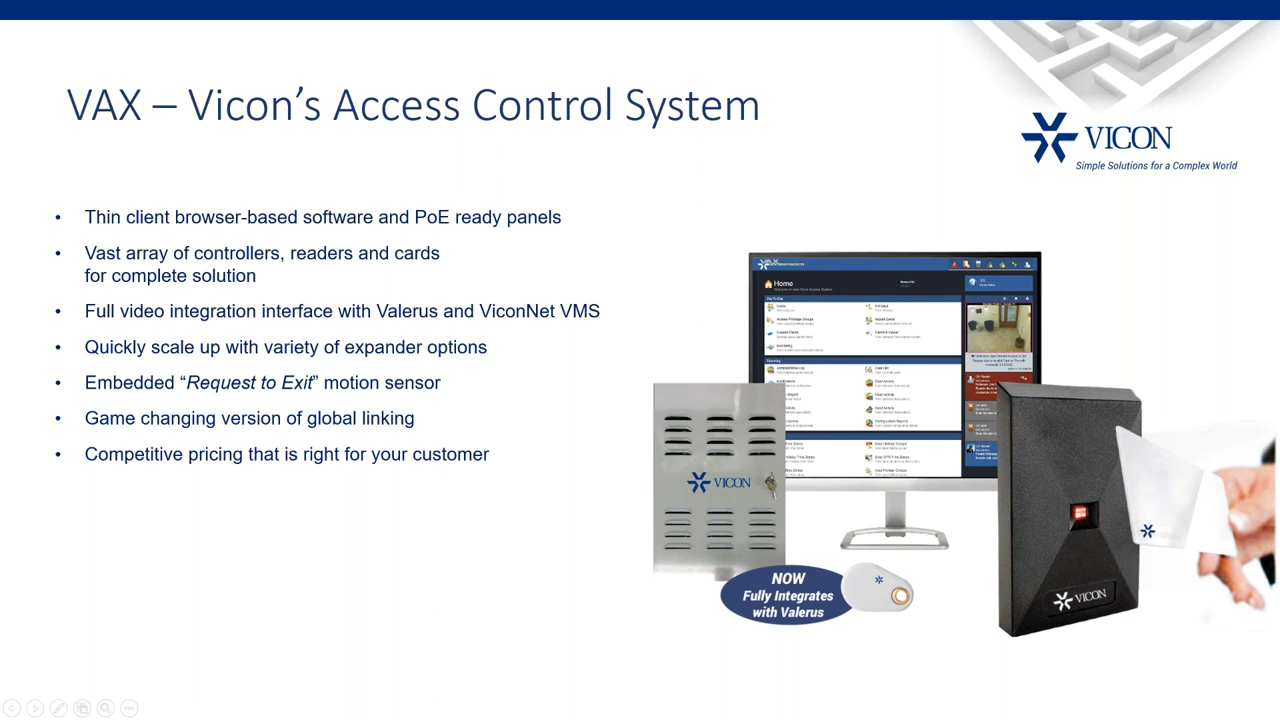 VAX – Vicon's Access Control System
VICON
Simple Solutions for a Complex World
• Thin client browser-based software and PoE ready panels
• Vast array of controllers, readers and cards
for complete solution
• Full video integration interface with Valerus and ViconNet VMS
• Quickly scale up with variety of expander options
• Embedded “Request to Exit” motion sensor
• Game changing version of global linking
• Competitive pricing that is right for your customer
VAX
Home
VICON
NOW
Fully Integrates
with Valerus
VICON